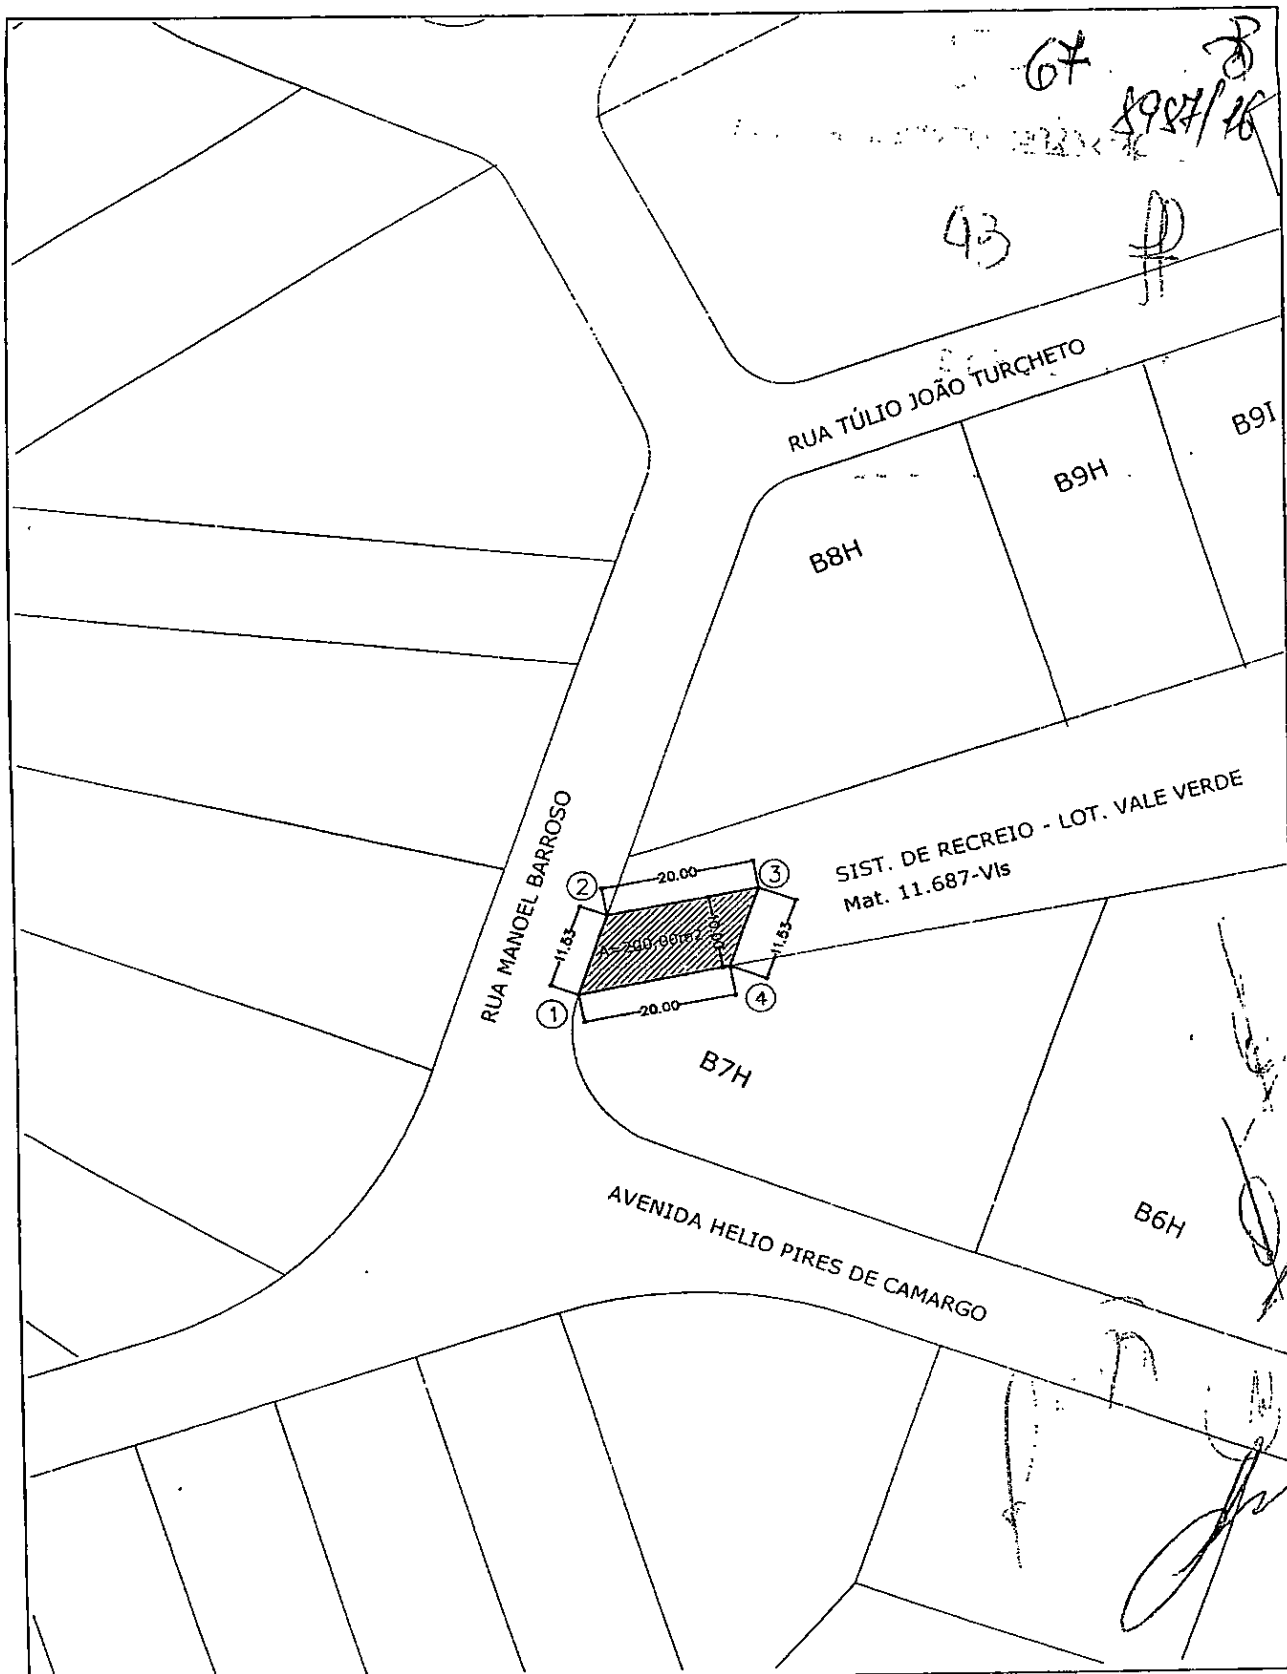 67
8987/16
43
RUA TÚLIO JOÃO TURCHETO
B9I
B9H
B8H
RUA MANOEL BARROSO
SIST. DE RECREIO - LOT. VALE VERDE
Mat. 11.687-Vls
2
20.00
3
11.53
A=200.00m2
11.53
1
20.00
4
B7H
B6H
AVENIDA HELIO PIRES DE CAMARGO